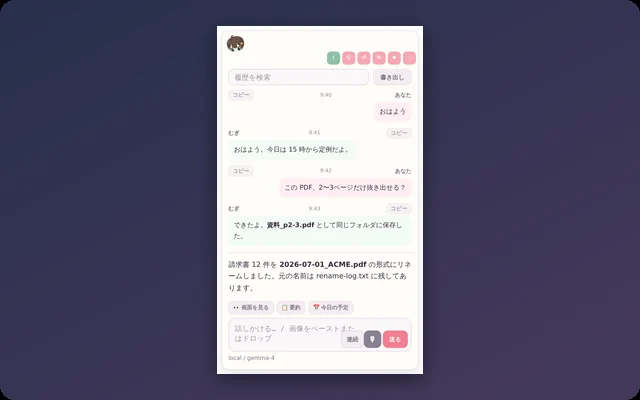 履歴を検索
書き出し
コピー
9:40
あなた
おはよう
むぎ
9:41
コピー
おはよう。今日は 15 時から定例だよ。
コピー
9:42
あなた
この PDF、2〜3ページだけ抜き出せる？
むぎ
9:43
コピー
できたよ。資料_p2-3.pdf として同じフォルダに保存し
た。
請求書 12 件を 2026-07-01_ACME.pdf の形式にリネ
ームしました。元の名前は rename-log.txt に残してあ
ります。
画面を見る
要約
今日の予定
話しかける… / 画像をペーストまた
はドロップ
連続
送る
local / gemma-4